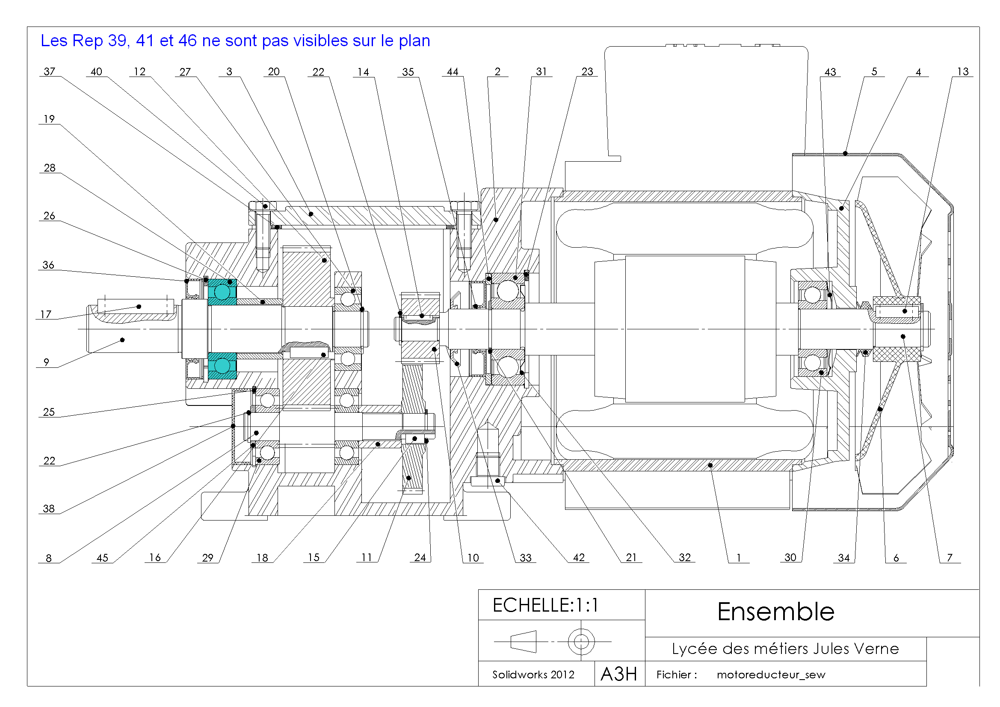 Les Rep 39, 41 et 46 ne sont pas visibles sur le plan
37 40 12 27 3 20 22 14 35 44 2 31 23 43 5 4 13
19
28
26
36
17
9
25
22
38
8 45 16 29 18 15 11 24 10 33 42 21 32 1 30 34 6 7
ECHELLE:1:1
Ensemble
Lycée des métiers Jules Verne
Solidworks 2012 A3H Fichier : motoreducteur_sew